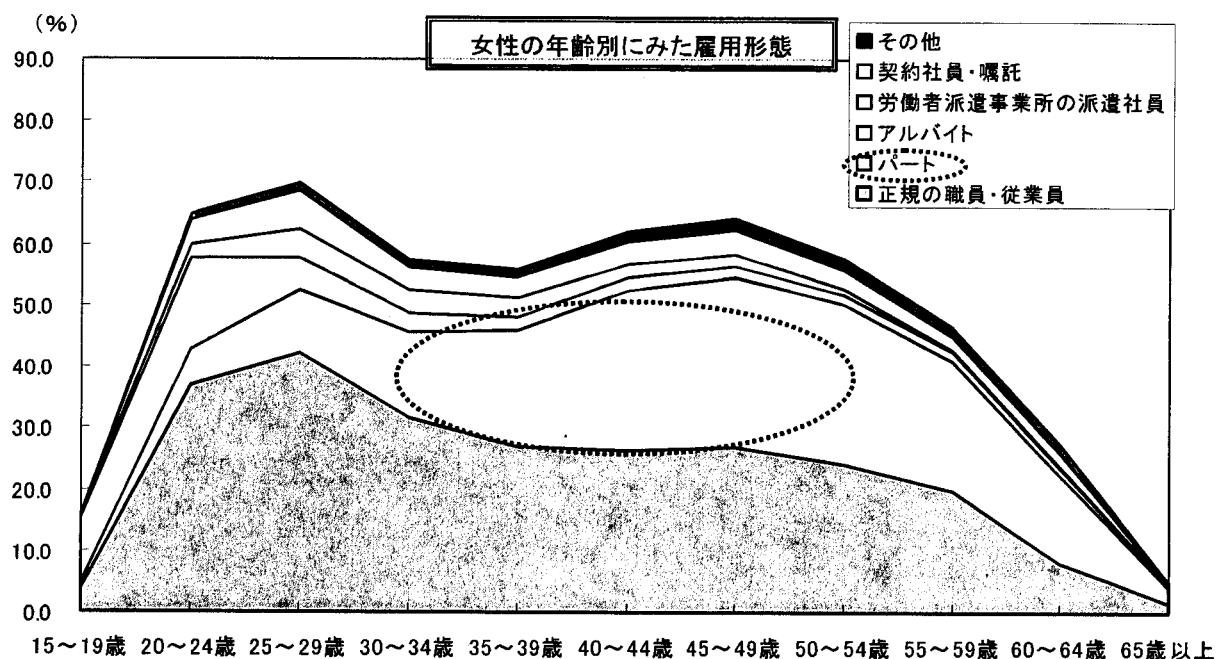 (%)
女性の年齢別にみた雇用形態
■その他
□契約社員・嘱託
□労働者派遣事業所の派遣社員
□アルバイト
□パート
□正規の職員・従業員
90.0
80.0
70.0
60.0
50.0
40.0
30.0
20.0
10.0
0.0
15～19歳 20～24歳 25～29歳 30～34歳 35～39歳 40～44歳 45～49歳 50～54歳 55～59歳 60～64歳 65歳以上